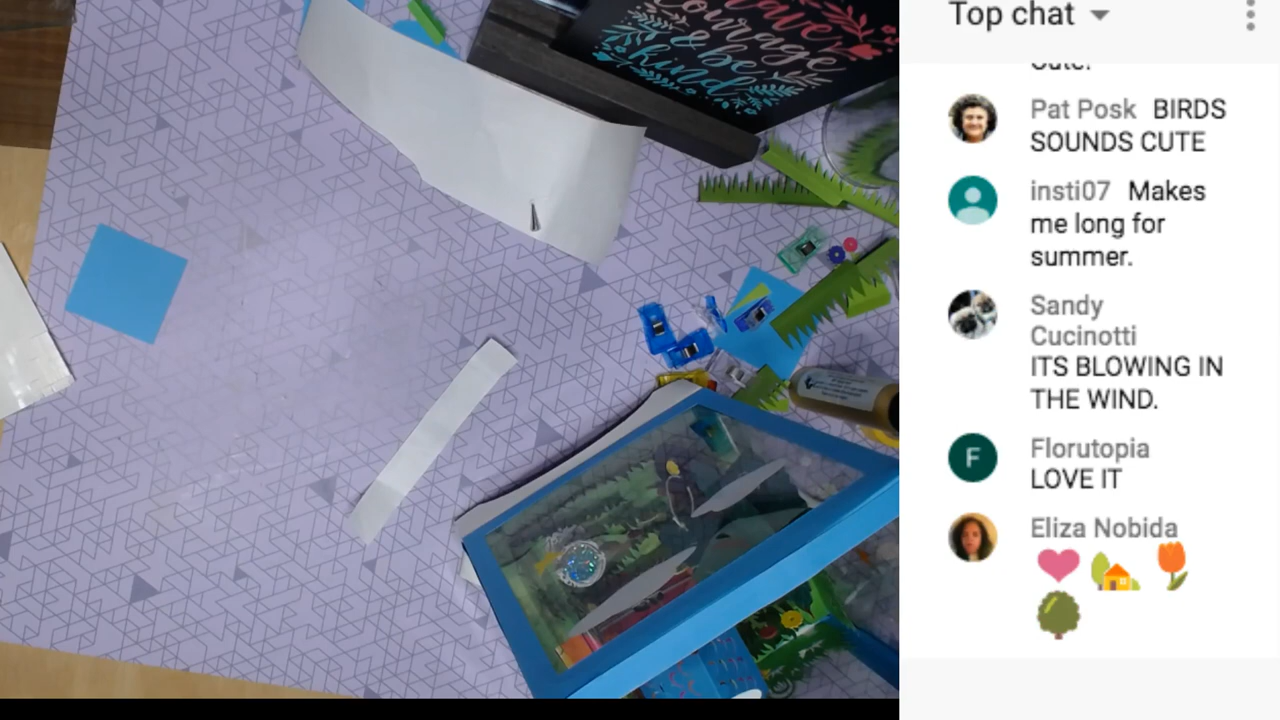 Have
courage
& be
kind
Top chat
Cute!
Pat Posk BIRDS
SOUNDS CUTE
insti07 Makes
me long for
summer.
Sandy
Cucinotti
ITS BLOWING IN
THE WIND.
F Florutopia
LOVE IT
Eliza Nobida